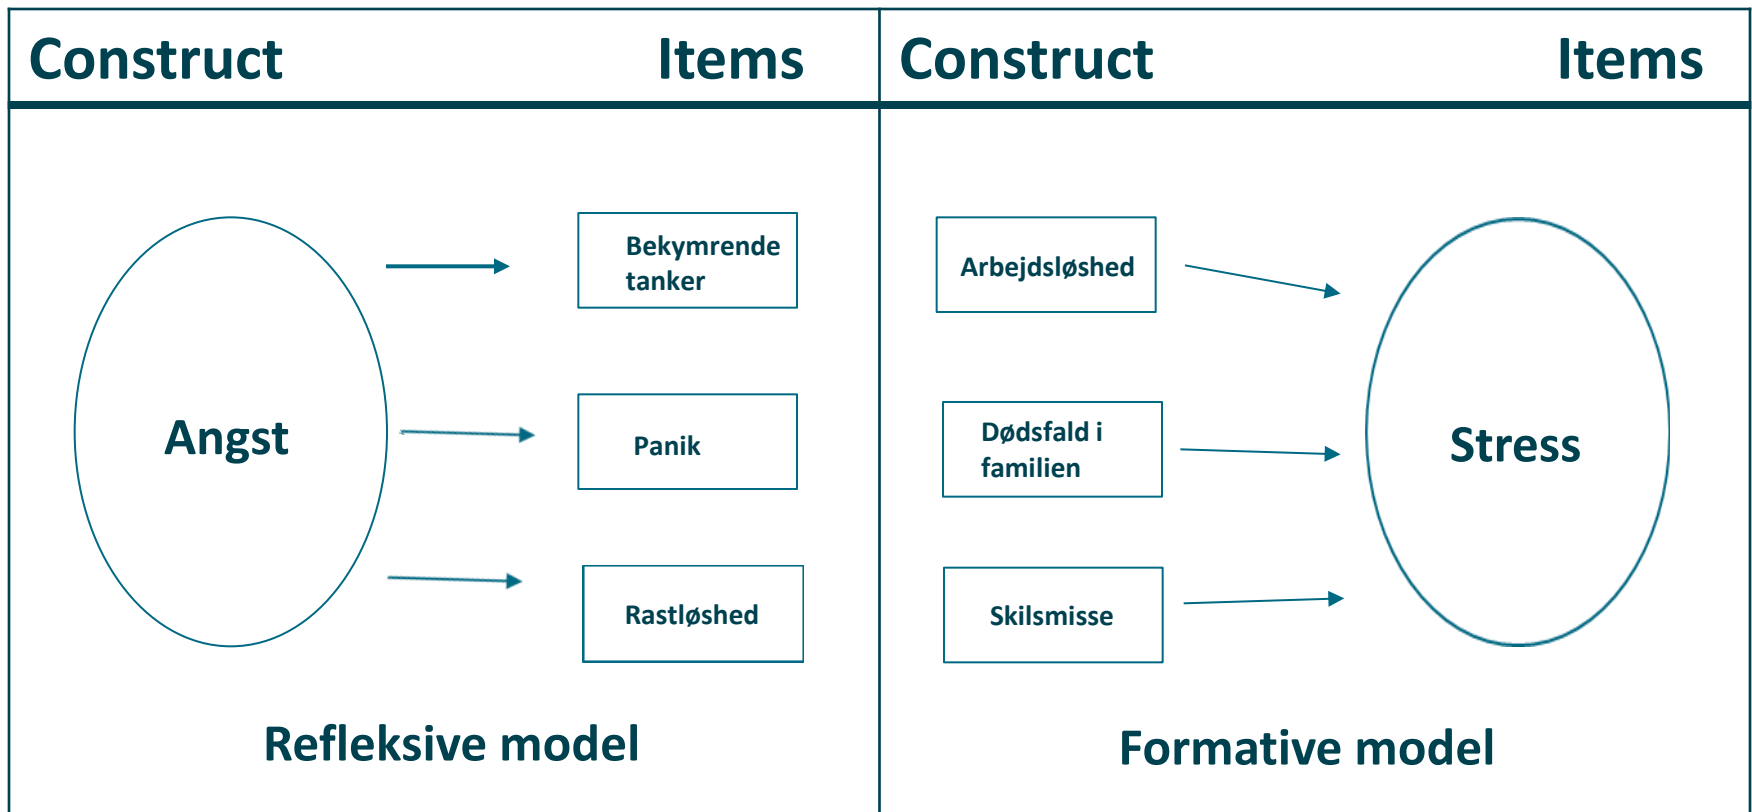 Construct Items
Construct Items
Angst
Bekymrende
tanker
Panik
Rastløshed
Refleksive model
Arbejdsløshed
Dødsfald i
familien
Skilsmisse
Stress
Formative model